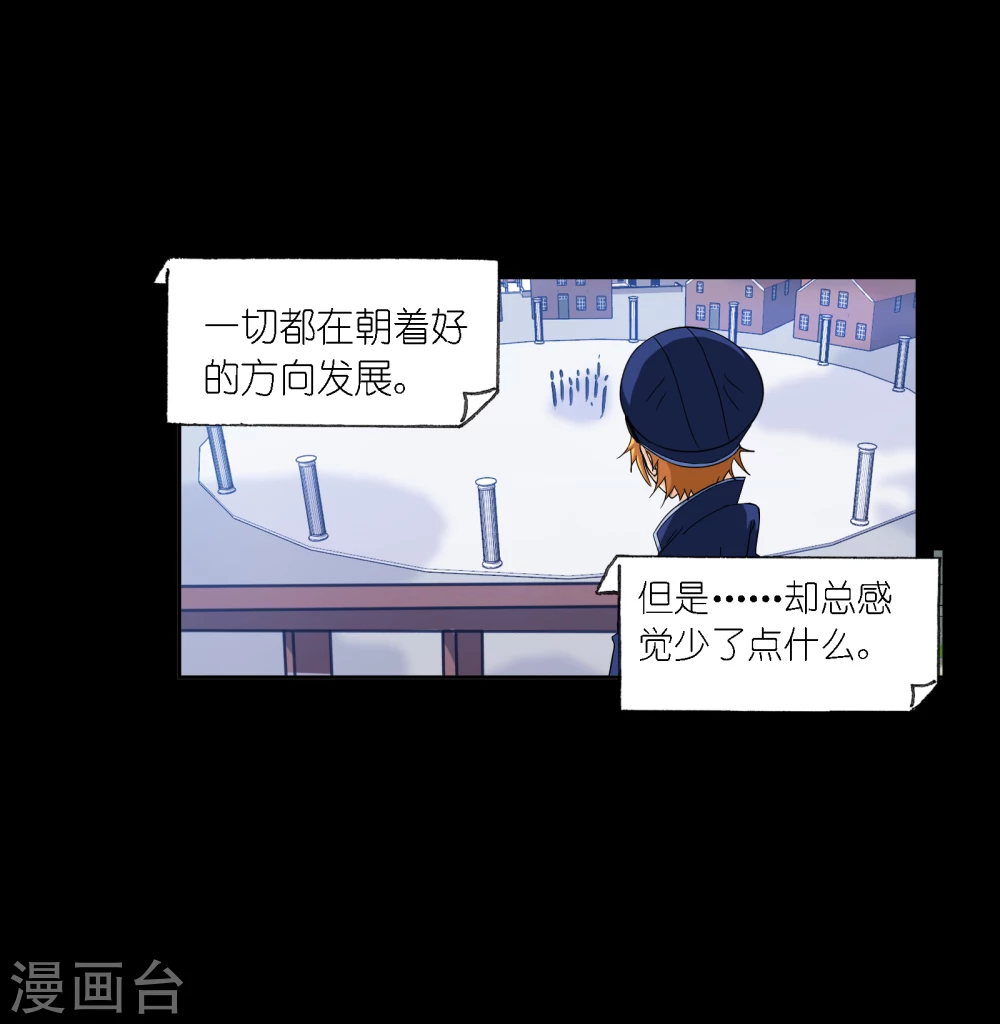 一切都在朝着好
的方向发展。
但是……却总感
觉少了点什么。
漫画台